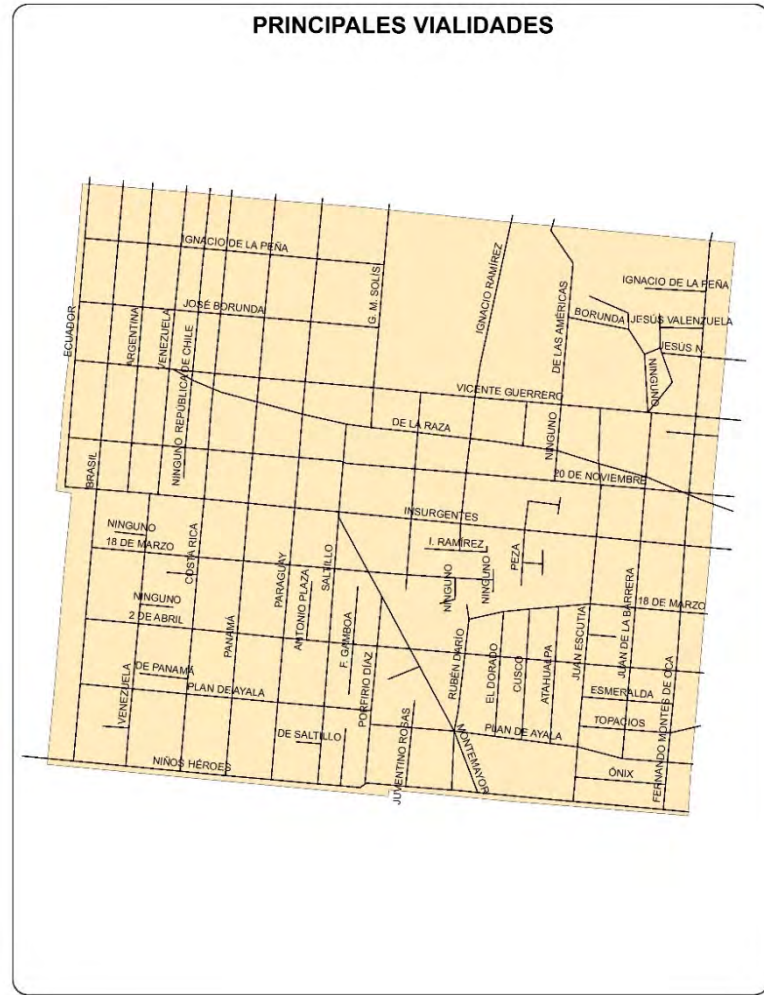 PRINCIPALES VIALIDADES
IGNACIO DE LA PEÑA
IGNACIO RAMÍREZ
IGNACIO DE LA PEÑA
G. M. SOLÍS
DE LAS AMÉRICAS
JOSÉ BORUNDA
BORUNDA
JESÚS VALENZUELA
ECUADOR
ARGENTINA
VENEZUELA
REPÚBLICA DE CHILE
JESÚS N.
NINGUNO
VICENTE GUERRERO
DE LA RAZA
NINGUNO
NINGUNO
BRASIL
20 DE NOVIEMBRE
INSURGENTES
NINGUNO
18 DE MARZO
COSTA RICA
I. RAMÍREZ
PEZA
PARAGUAY
SALTILLO
ANTONIO PLAZA
NINGUNO
NINGUNO
NINGUNO
18 DE MARZO
2 DE ABRIL
PANAMÁ
F. GAMBOA
JUAN ESCUTIA
JUAN DE LA BARRERA
RUBÉN DARÍO
EL DORADO
CUSCO
ATAHUALPA
DE PANAMÁ
PLAN DE AYALA
VENEZUELA
PORFIRIO DÍAZ
ESMERALDA
FERNANDO MONTES DE OCA
TOPACIOS
DE SALTILLO
JUVENTINO ROSAS
MONTEMAYOR
PLAN DE AYALA
NIÑOS HÉROES
ÓNIX